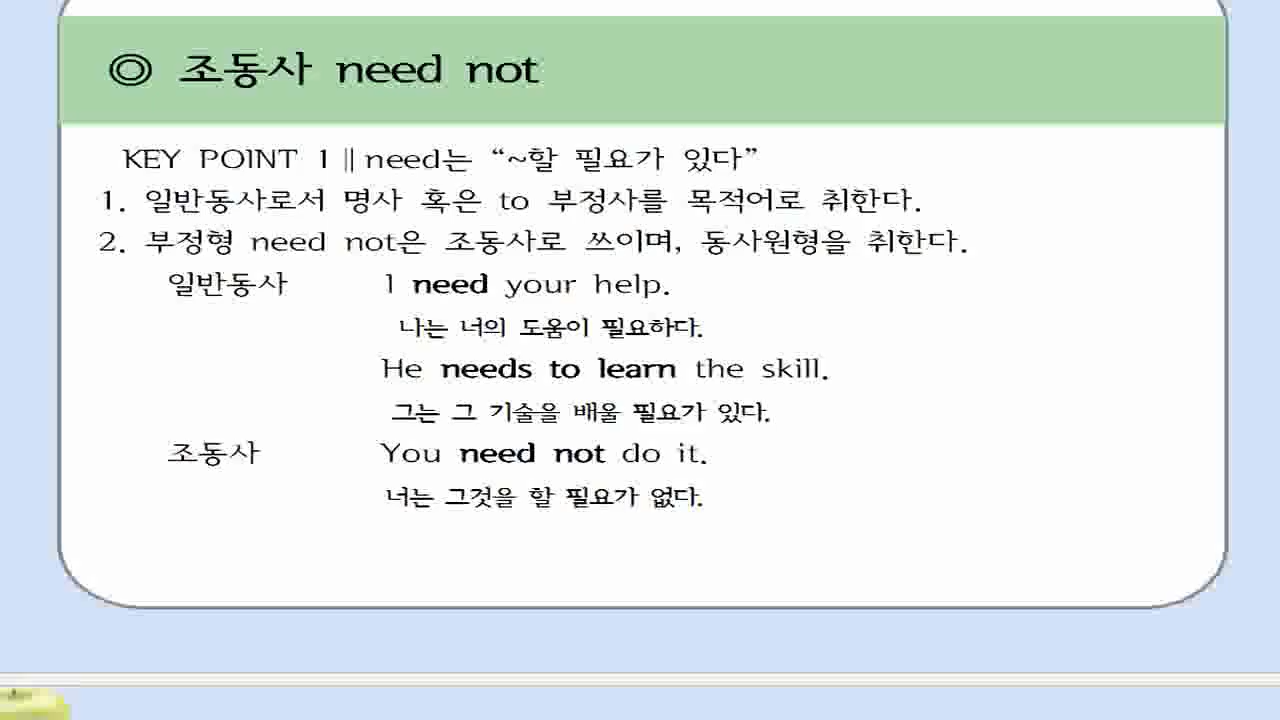 ◎ 조동사 need not
KEY POINT 1 || need는 “~할 필요가 있다”
1. 일반동사로서 명사 혹은 to 부정사를 목적어로 취한다.
2. 부정형 need not은 조동사로 쓰이며, 동사원형을 취한다.
일반동사 I need your help.
나는 너의 도움이 필요하다.
He needs to learn the skill.
그는 그 기술을 배울 필요가 있다.
조동사 You need not do it.
너는 그것을 할 필요가 없다.